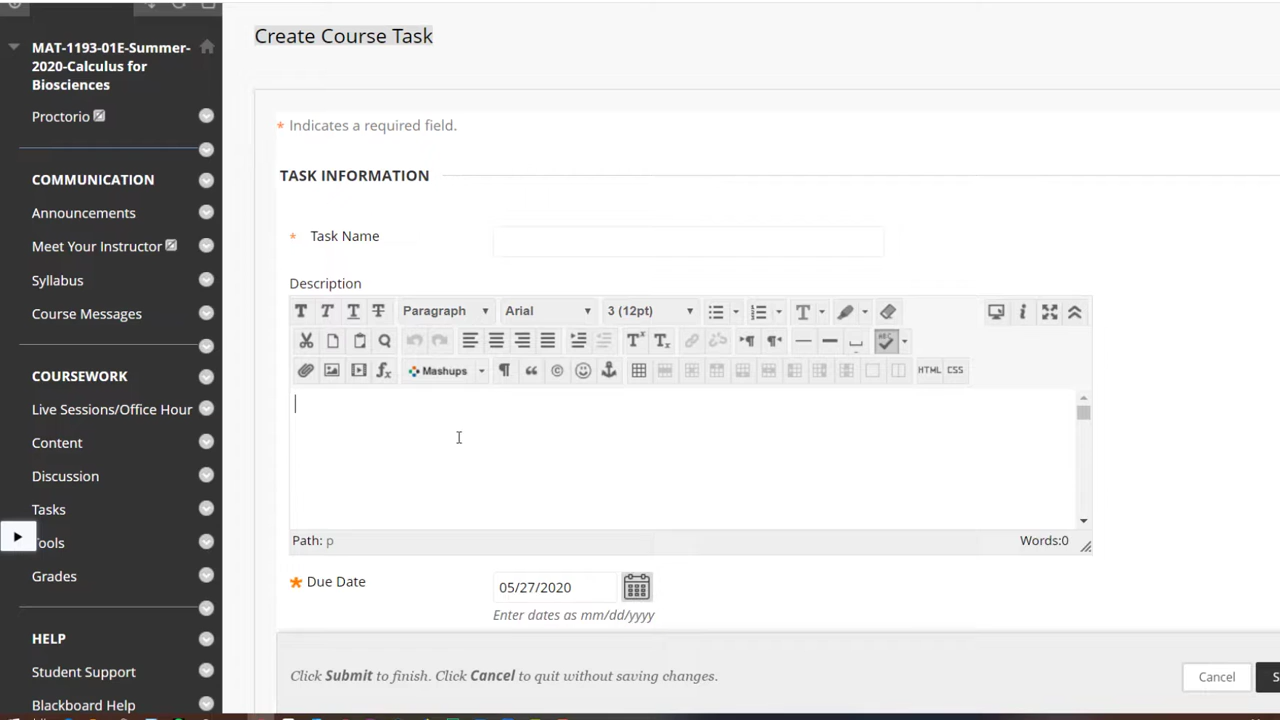 MAT-1193-01E-Summer-
2020-Calculus for
Biosciences
Proctorio
COMMUNICATION
Announcements
Meet Your Instructor
Syllabus
Course Messages
COURSEWORK
Live Sessions/Office Hour
Content
Discussion
Tasks
Tools
Grades
HELP
Student Support
Blackboard Help
Create Course Task
* Indicates a required field.
TASK INFORMATION
* Task Name
Description
T T T T Paragraph Arial 3 (12pt) T
Tx Tx ABC
fx Mashups HTML CSS
Path: p Words:0
* Due Date 05/27/2020
Enter dates as mm/dd/yyyy
Click Submit to finish. Click Cancel to quit without saving changes.
Cancel S